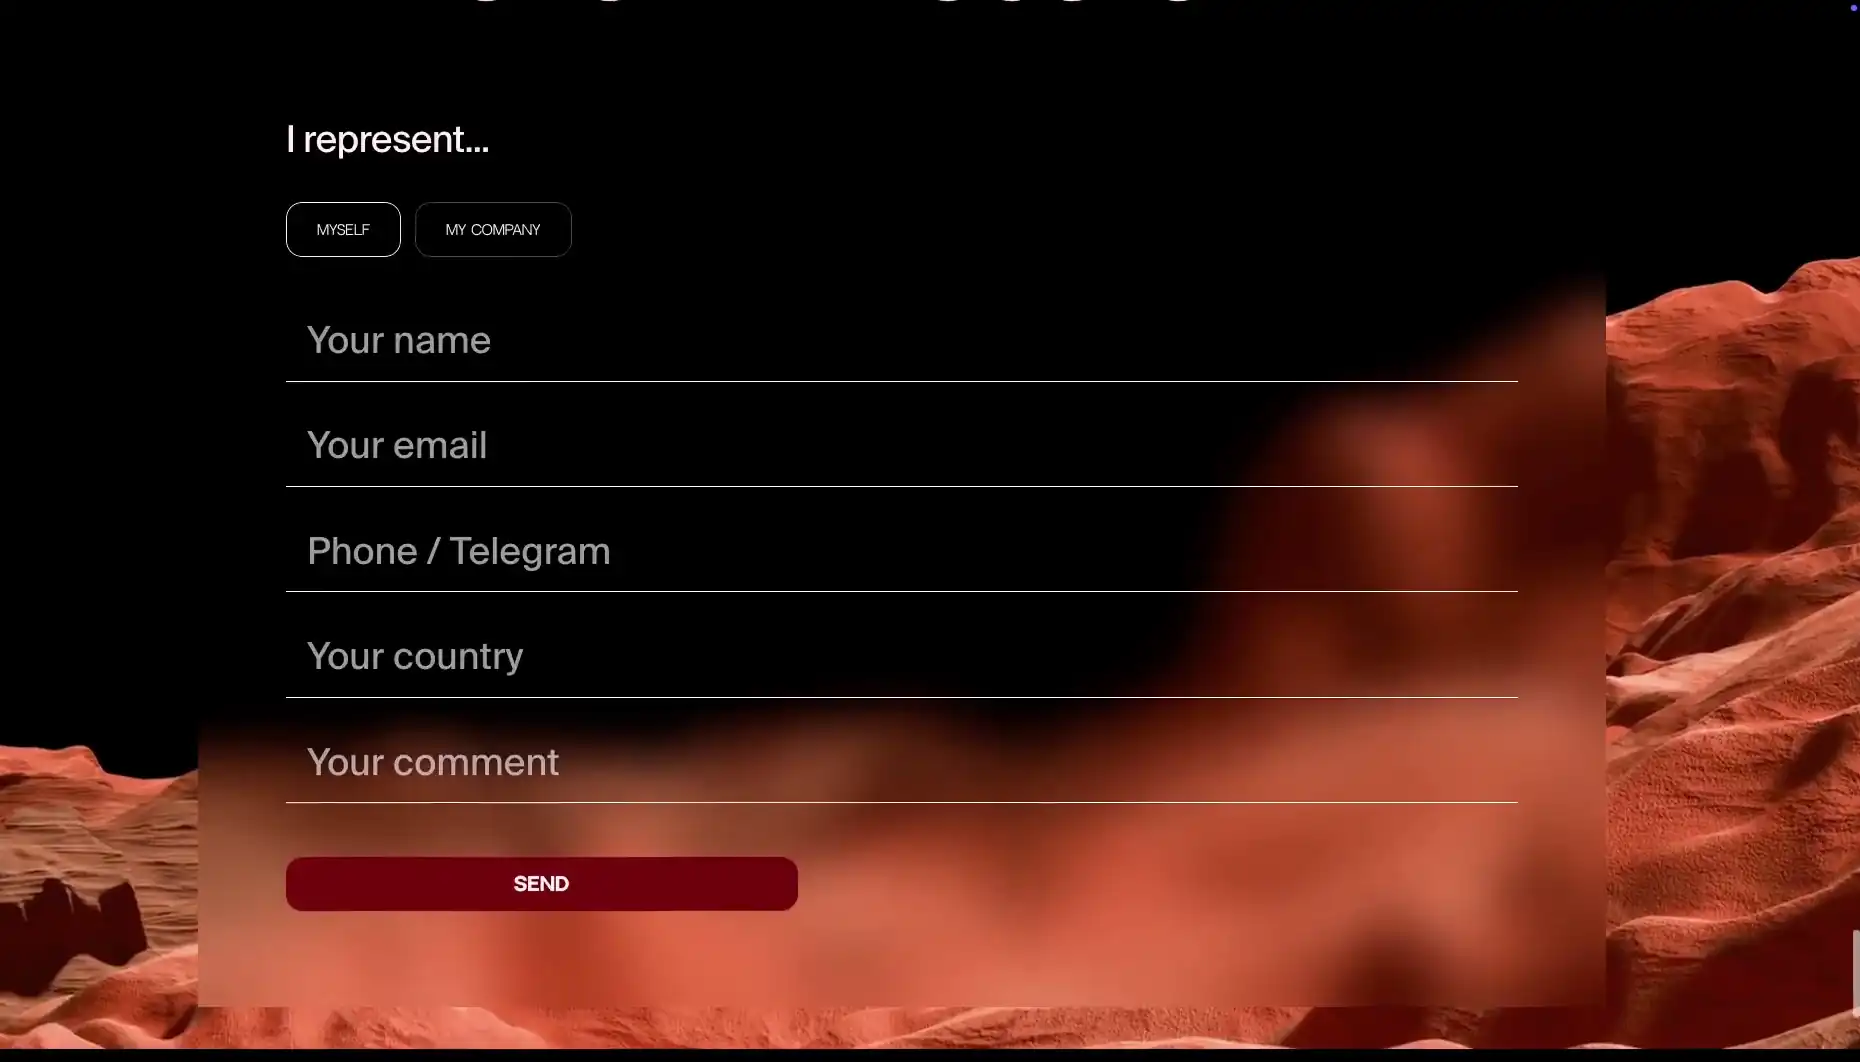 I represent...
MYSELF
MY COMPANY
Your name
Your email
Phone / Telegram
Your country
Your comment
SEND